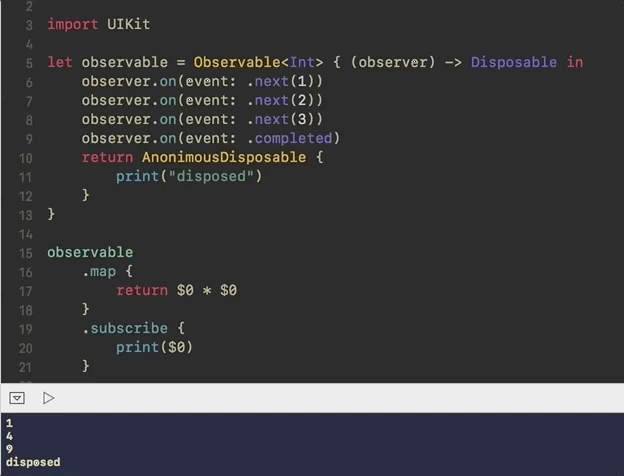 2
3 import UIKit
4
5 let observable = Observable<Int> { (observer) -> Disposable in
6     observer.on(event: .next(1))
7     observer.on(event: .next(2))
8     observer.on(event: .next(3))
9     observer.on(event: .completed)
10     return AnonimousDisposable {
11         print("disposed")
12     }
13 }
14
15 observable
16     .map {
17         return $0 * $0
18     }
19     .subscribe {
20         print($0)
21     }
1
4
9
disposed